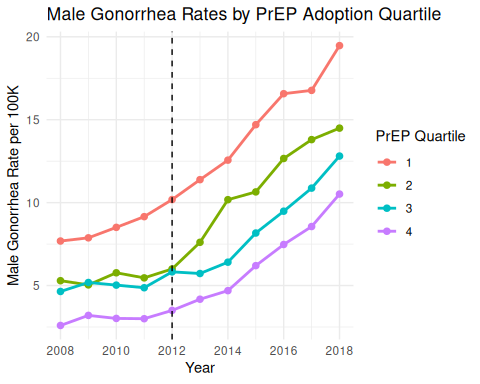 Male Gonorrhea Rates by PrEP Adoption Quartile
Male Gonorrhea Rate per 100K
20
15
10
5
2008 2010 2012 2014 2016 2018
Year
PrEP Quartile
1
2
3
4